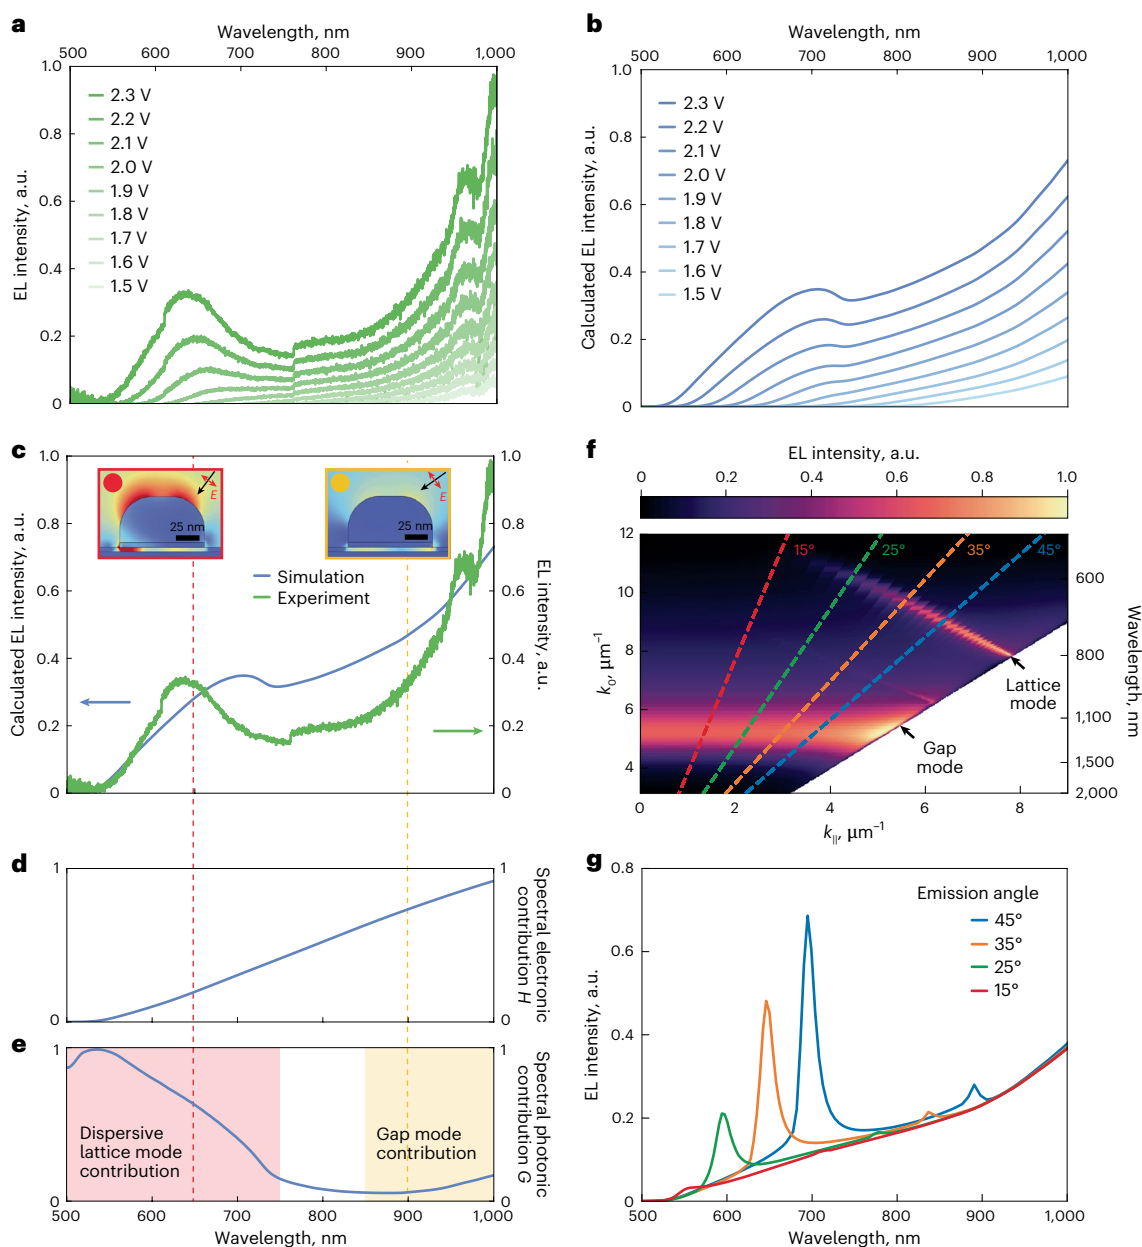 a
Wavelength, nm
500 600 700 800 900 1,000
1.0
0.8
0.6
0.4
0.2
0
EL intensity, a.u.
2.3 V
2.2 V
2.1 V
2.0 V
1.9 V
1.8 V
1.7 V
1.6 V
1.5 V
b
Wavelength, nm
500 600 700 800 900 1,000
1.0
0.8
0.6
0.4
0.2
0
Calculated EL intensity, a.u.
2.3 V
2.2 V
2.1 V
2.0 V
1.9 V
1.8 V
1.7 V
1.6 V
1.5 V
c
1.0
0.8
0.6
0.4
0.2
0
Calculated EL intensity, a.u.
E
25 nm
E
25 nm
Simulation
Experiment
1.0
0.8
0.6
0.4
0.2
0
EL intensity, a.u.
d
1
0
1
0
Spectral electronic
contribution H
e
1
0
Dispersive
lattice mode
contribution
Gap mode
contribution
1
0
Spectral photonic
contribution G
500 600 700 800 900 1,000
Wavelength, nm
f
EL intensity, a.u.
0 0.2 0.4 0.6 0.8 1.0
12
10
8
6
4
k0, μm−1
15°
25°
35°
45°
Lattice
mode
Gap
mode
600
800
1,100
1,500
2,000
Wavelength, nm
0 2 4 6 8
k||, μm−1
g
0.8
0.6
0.4
0.2
0
EL intensity, a.u.
Emission angle
45°
35°
25°
15°
500 600 700 800 900 1,000
Wavelength, nm